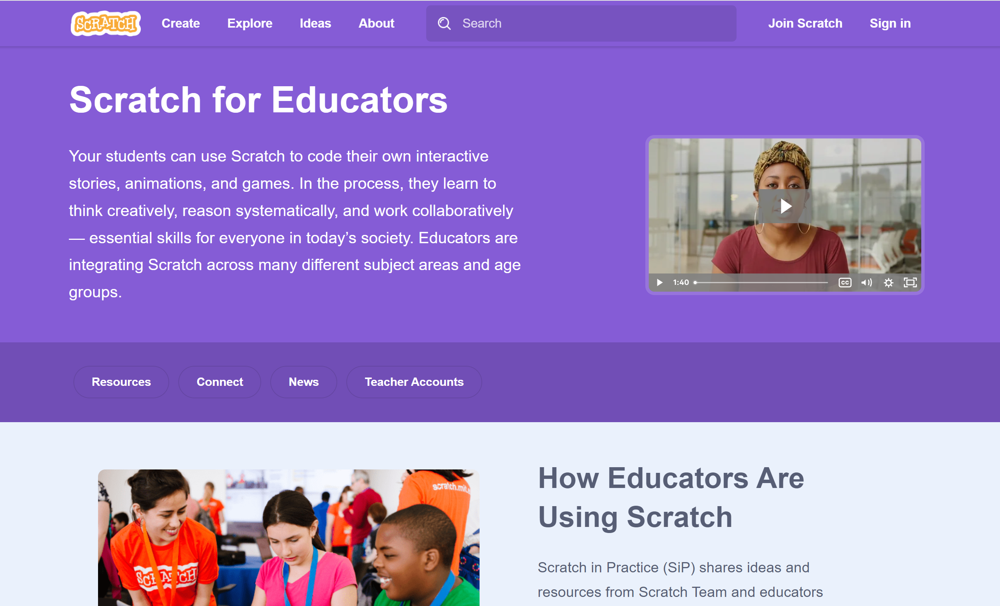 SCRATCH
Create
Explore
Ideas
About
Search
Join Scratch
Sign in
Scratch for Educators
Your students can use Scratch to code their own interactive
stories, animations, and games. In the process, they learn to
think creatively, reason systematically, and work collaboratively
— essential skills for everyone in today’s society. Educators are
integrating Scratch across many different subject areas and age
groups.
1:40
CC
Resources
Connect
News
Teacher Accounts
scratch.mit.
SCRATCH
How Educators Are
Using Scratch
Scratch in Practice (SiP) shares ideas and
resources from Scratch Team and educators